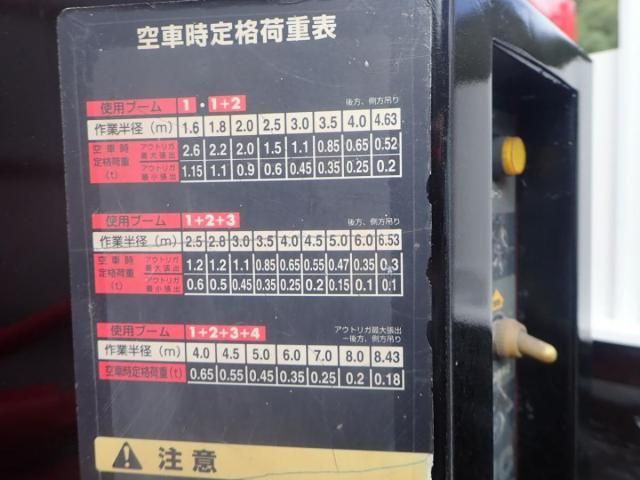 空車時定格荷重表
使用ブーム 1・1+2 後方、側方吊り
作業半径(m) 1.6 1.8 2.0 2.5 3.0 3.5 4.0 4.63
空車時定格荷重(t) アウトリガ最大張出 2.6 2.2 2.0 1.5 1.1 0.85 0.65 0.52
アウトリガ最小張出 1.15 1.1 0.9 0.6 0.45 0.35 0.25 0.2
使用ブーム 1+2+3 後方、側方吊り
作業半径(m) 2.5 2.8 3.0 3.5 4.0 4.5 5.0 6.0 6.53
空車時定格荷重(t) アウトリガ最大張出 1.2 1.2 1.1 0.85 0.65 0.55 0.47 0.35 0.3
アウトリガ最小張出 0.6 0.5 0.45 0.35 0.25 0.2 0.15 0.1 0.1
使用ブーム 1+2+3+4 アウトリガ最大張出
－後方、側方吊り
作業半径(m) 4.0 4.5 5.0 6.0 7.0 8.0 8.43
空車時定格荷重(t) 0.65 0.55 0.45 0.35 0.25 0.2 0.18
注意